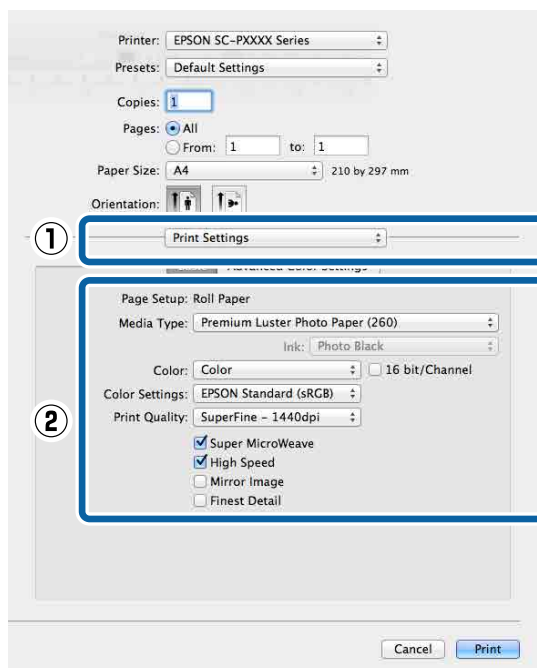 Printer: EPSON SC-PXXXX Series
Presets: Default Settings
Copies: 1
Pages: All
From: 1 to: 1
Paper Size: A4 210 by 297 mm
Orientation:
① Print Settings
Advanced Color Settings
Page Setup: Roll Paper
Media Type: Premium Luster Photo Paper (260)
Ink: Photo Black
Color: Color 16 bit/Channel
Color Settings: EPSON Standard (sRGB)
② Print Quality: SuperFine – 1440dpi
Super MicroWeave
High Speed
Mirror Image
Finest Detail
Cancel Print